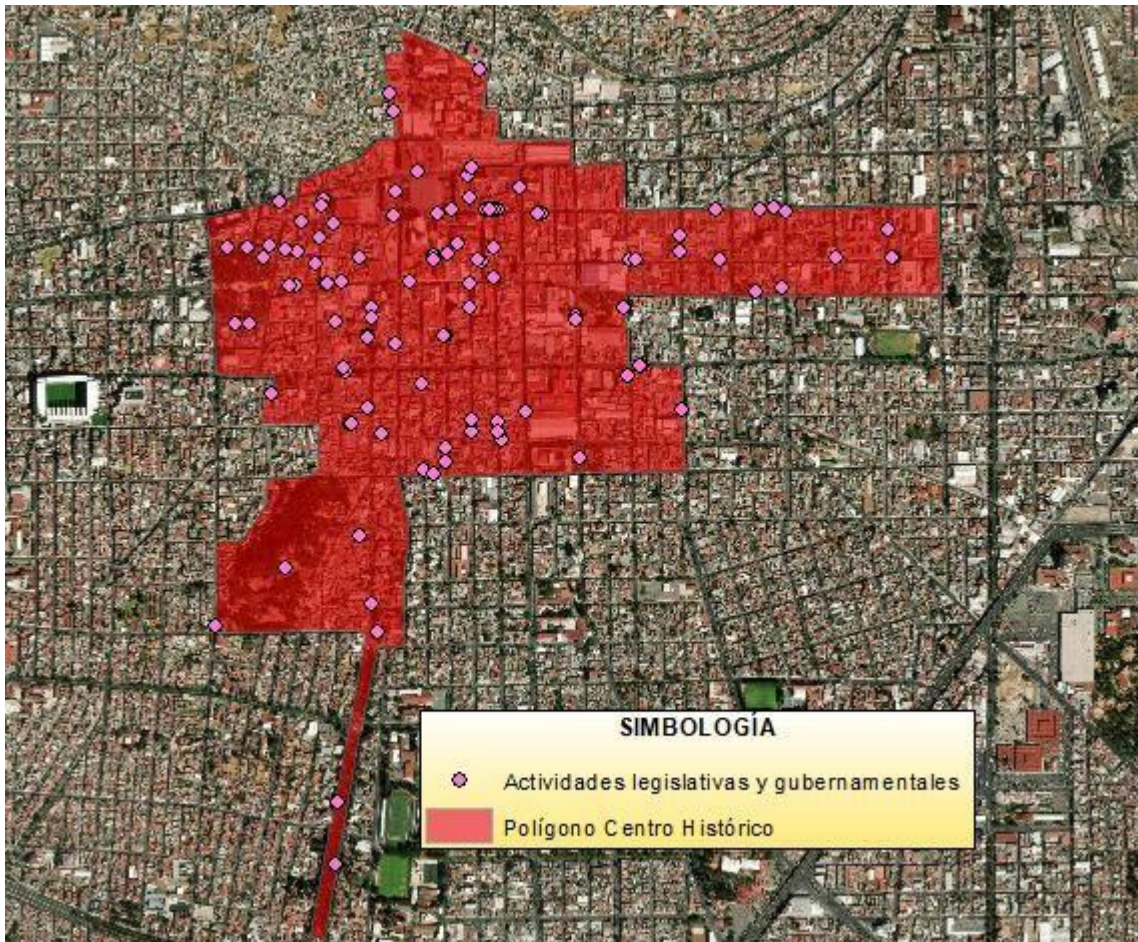 SIMBOLOGÍA
Actividades legislativas y gubernamentales
Polígono Centro Histórico